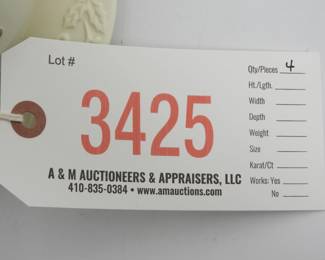 Lot #
3425
A & M AUCTIONEERS & APPRAISERS, LLC
410-835-0384 • www.amauctions.com
Qty/Pieces 4
Ht./Lgth.
Width
Depth
Weight
Size
Karat/Ct
Works: Yes
No